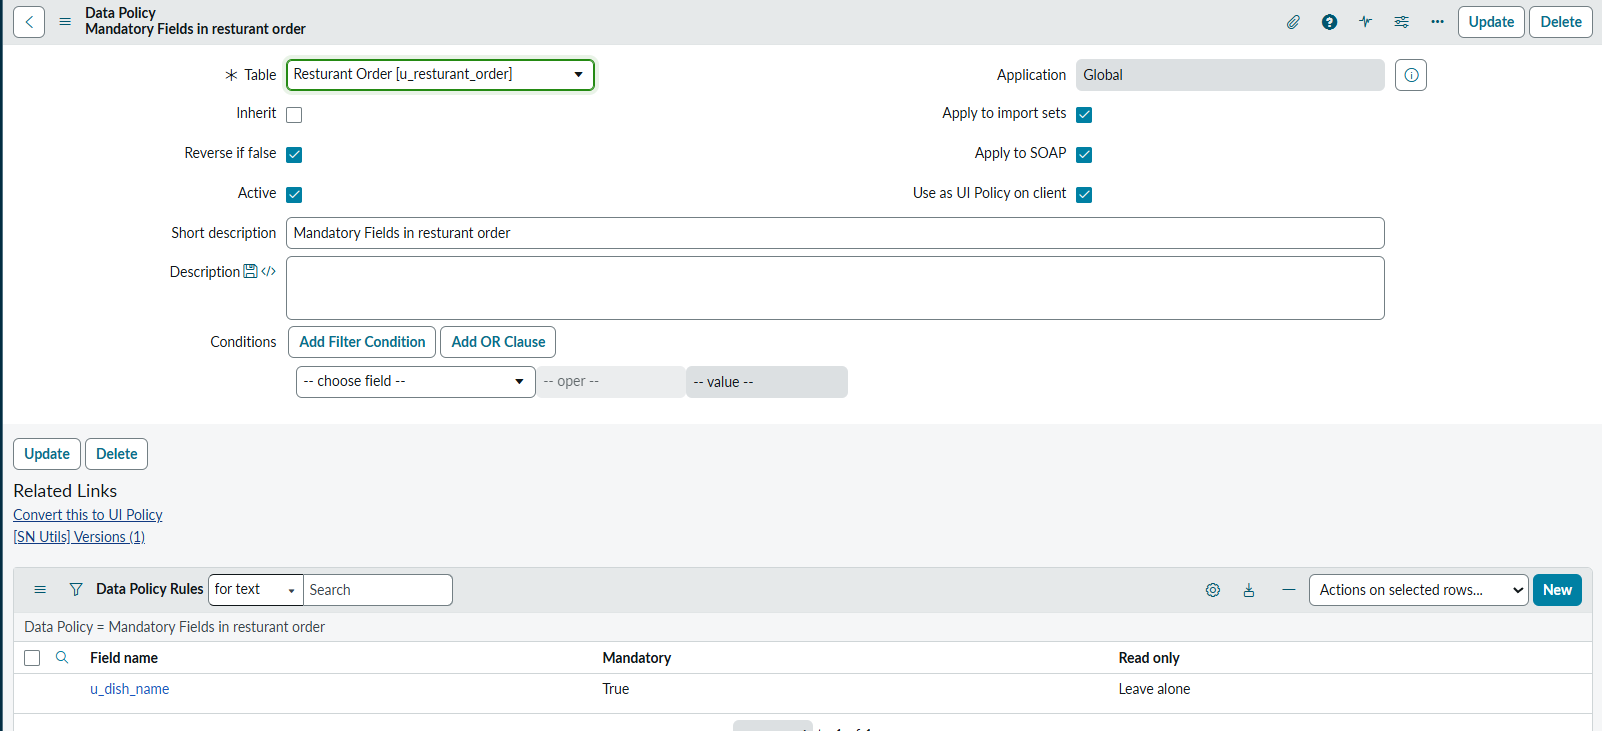 Data Policy
Mandatory Fields in resturant order
Update Delete
Table Resturant Order [u_resturant_order] Application Global
Inherit Apply to import sets
Reverse if false Apply to SOAP
Active Use as UI Policy on client
Short description Mandatory Fields in resturant order
Description
Conditions Add Filter Condition Add OR Clause
-- choose field -- -- oper -- -- value --
Update Delete
Related Links
Convert this to UI Policy
[SN Utils] Versions (1)
Data Policy Rules for text Search Actions on selected rows... New
Data Policy = Mandatory Fields in resturant order
Field name Mandatory Read only
u_dish_name True Leave alone